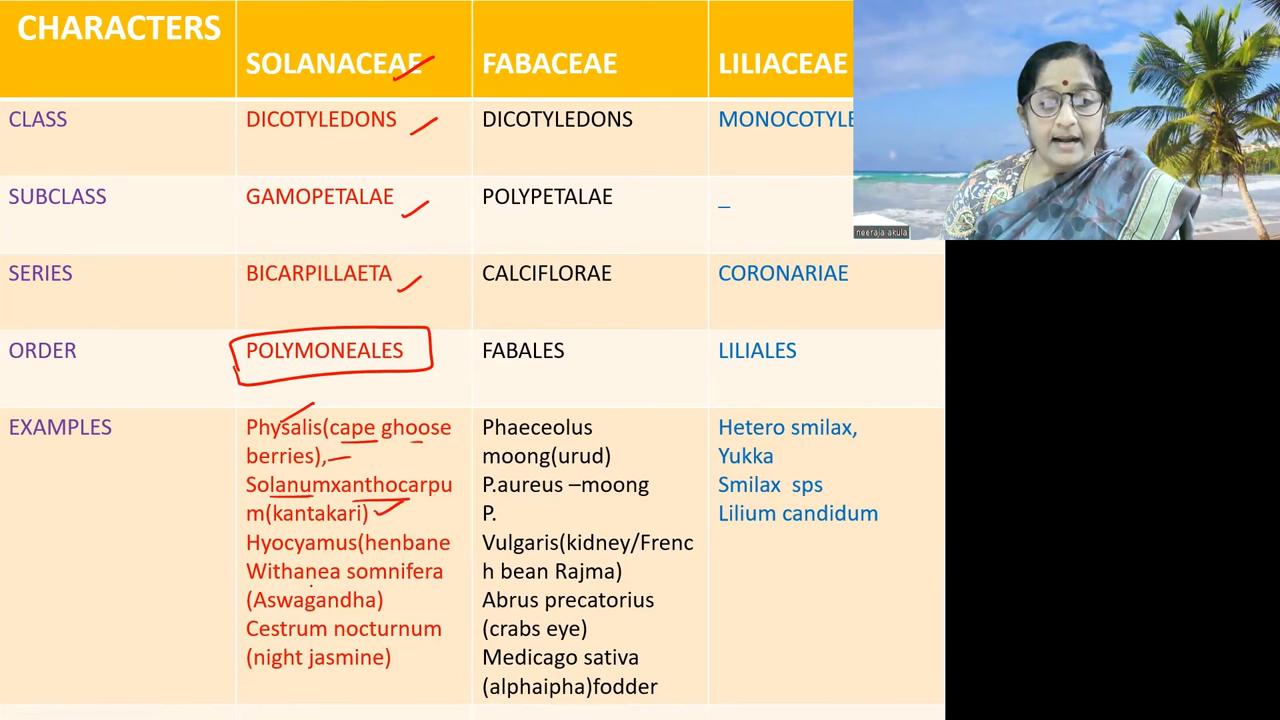 CHARACTERS
SOLANACEAE
FABACEAE
LILIACEAE
CLASS
DICOTYLEDONS
DICOTYLEDONS
MONOCOTYLE
SUBCLASS
GAMOPETALAE
POLYPETALAE
_
SERIES
BICARPILLAETA
CALCIFLORAE
CORONARIAE
ORDER
POLYMONEALES
FABALES
LILIALES
EXAMPLES
Physalis(cape ghoose
berries),
Solanumxanthocarpu
m(kantakari)
Hyocyamus(henbane
Withanea somnifera
(Aswagandha)
Cestrum nocturnum
(night jasmine)
Phaeceolus
moong(urud)
P.aureus –moong
P.
Vulgaris(kidney/Frenc
h bean Rajma)
Abrus precatorius
(crabs eye)
Medicago sativa
(alphaipha)fodder
Hetero smilax,
Yukka
Smilax sps
Lilium candidum
neeraja akula